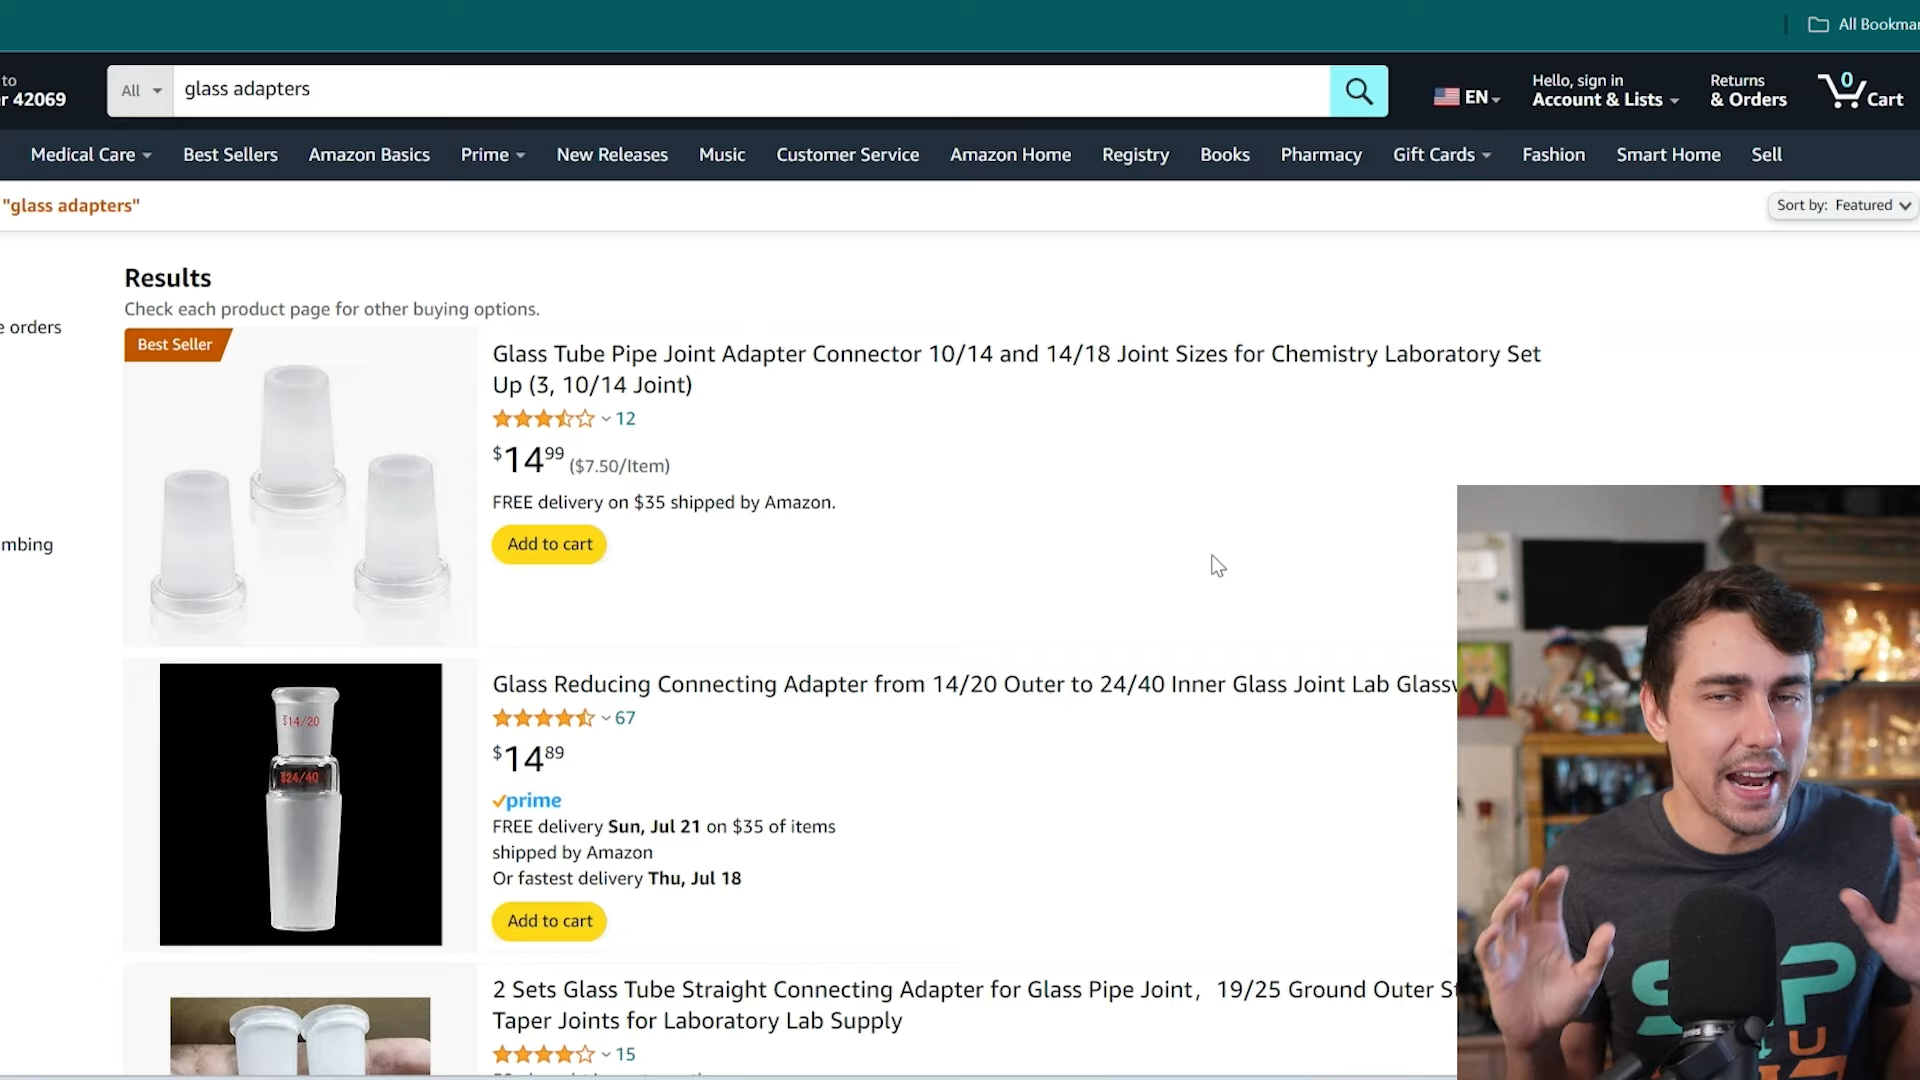 All Bookmar
to
r 42069
All
glass adapters
EN
Hello, sign in
Account & Lists
Returns
& Orders
0
Cart
Medical Care
Best Sellers
Amazon Basics
Prime
New Releases
Music
Customer Service
Amazon Home
Registry
Books
Pharmacy
Gift Cards
Fashion
Smart Home
Sell
"glass adapters"
Sort by: Featured
Results
Check each product page for other buying options.
e orders
mbing
Best Seller
Glass Tube Pipe Joint Adapter Connector 10/14 and 14/18 Joint Sizes for Chemistry Laboratory Set
Up (3, 10/14 Joint)
12
$14.99 ($7.50/Item)
FREE delivery on $35 shipped by Amazon.
Add to cart
14/20
24/40
Glass Reducing Connecting Adapter from 14/20 Outer to 24/40 Inner Glass Joint Lab Glass
67
$14.89
prime
FREE delivery Sun, Jul 21 on $35 of items
shipped by Amazon
Or fastest delivery Thu, Jul 18
Add to cart
2 Sets Glass Tube Straight Connecting Adapter for Glass Pipe Joint, 19/25 Ground Outer S
Taper Joints for Laboratory Lab Supply
15